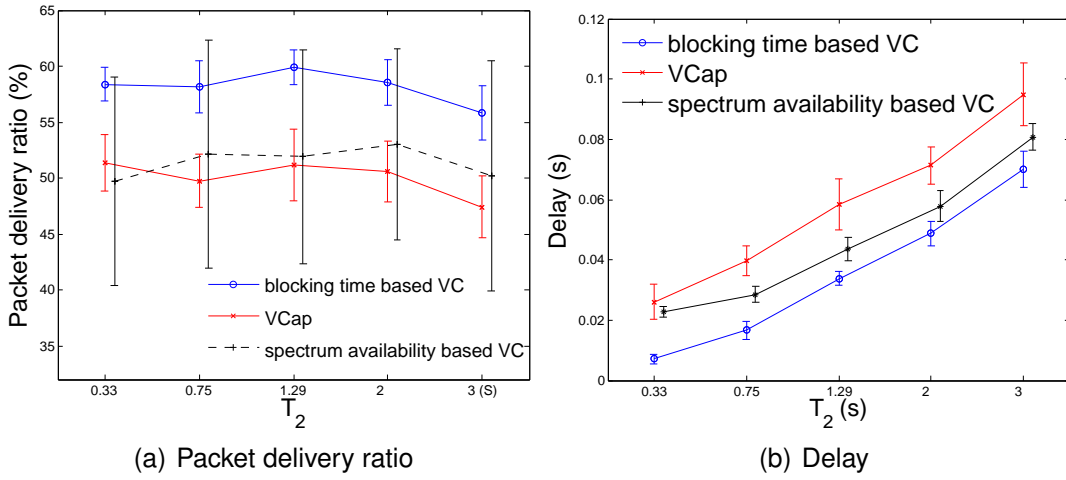 65
60
55
50
45
40
35
Packet delivery ratio (%)
blocking time based VC
VCap
spectrum availability based VC
0.33
0.75
1.29
2
3 (S)
T_2
(a) Packet delivery ratio
0.12
0.1
0.08
0.06
0.04
0.02
0
Delay (s)
blocking time based VC
VCap
spectrum availability based VC
0.33
0.75
1.29
2
3
T_2 (s)
(b) Delay